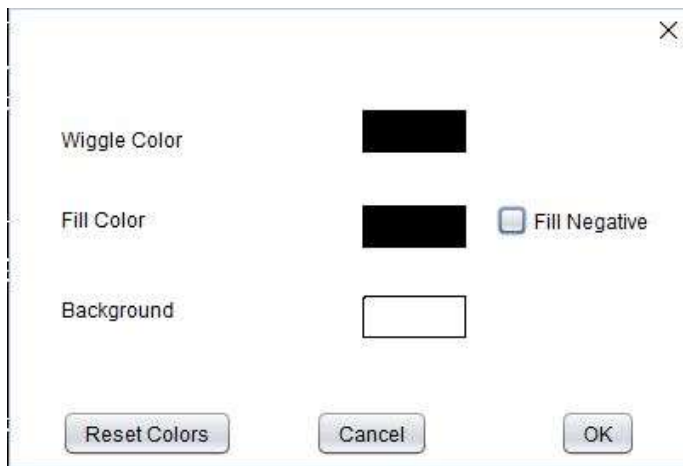 Wiggle Color
Fill Color
Fill Negative
Background
Reset Colors
Cancel
OK